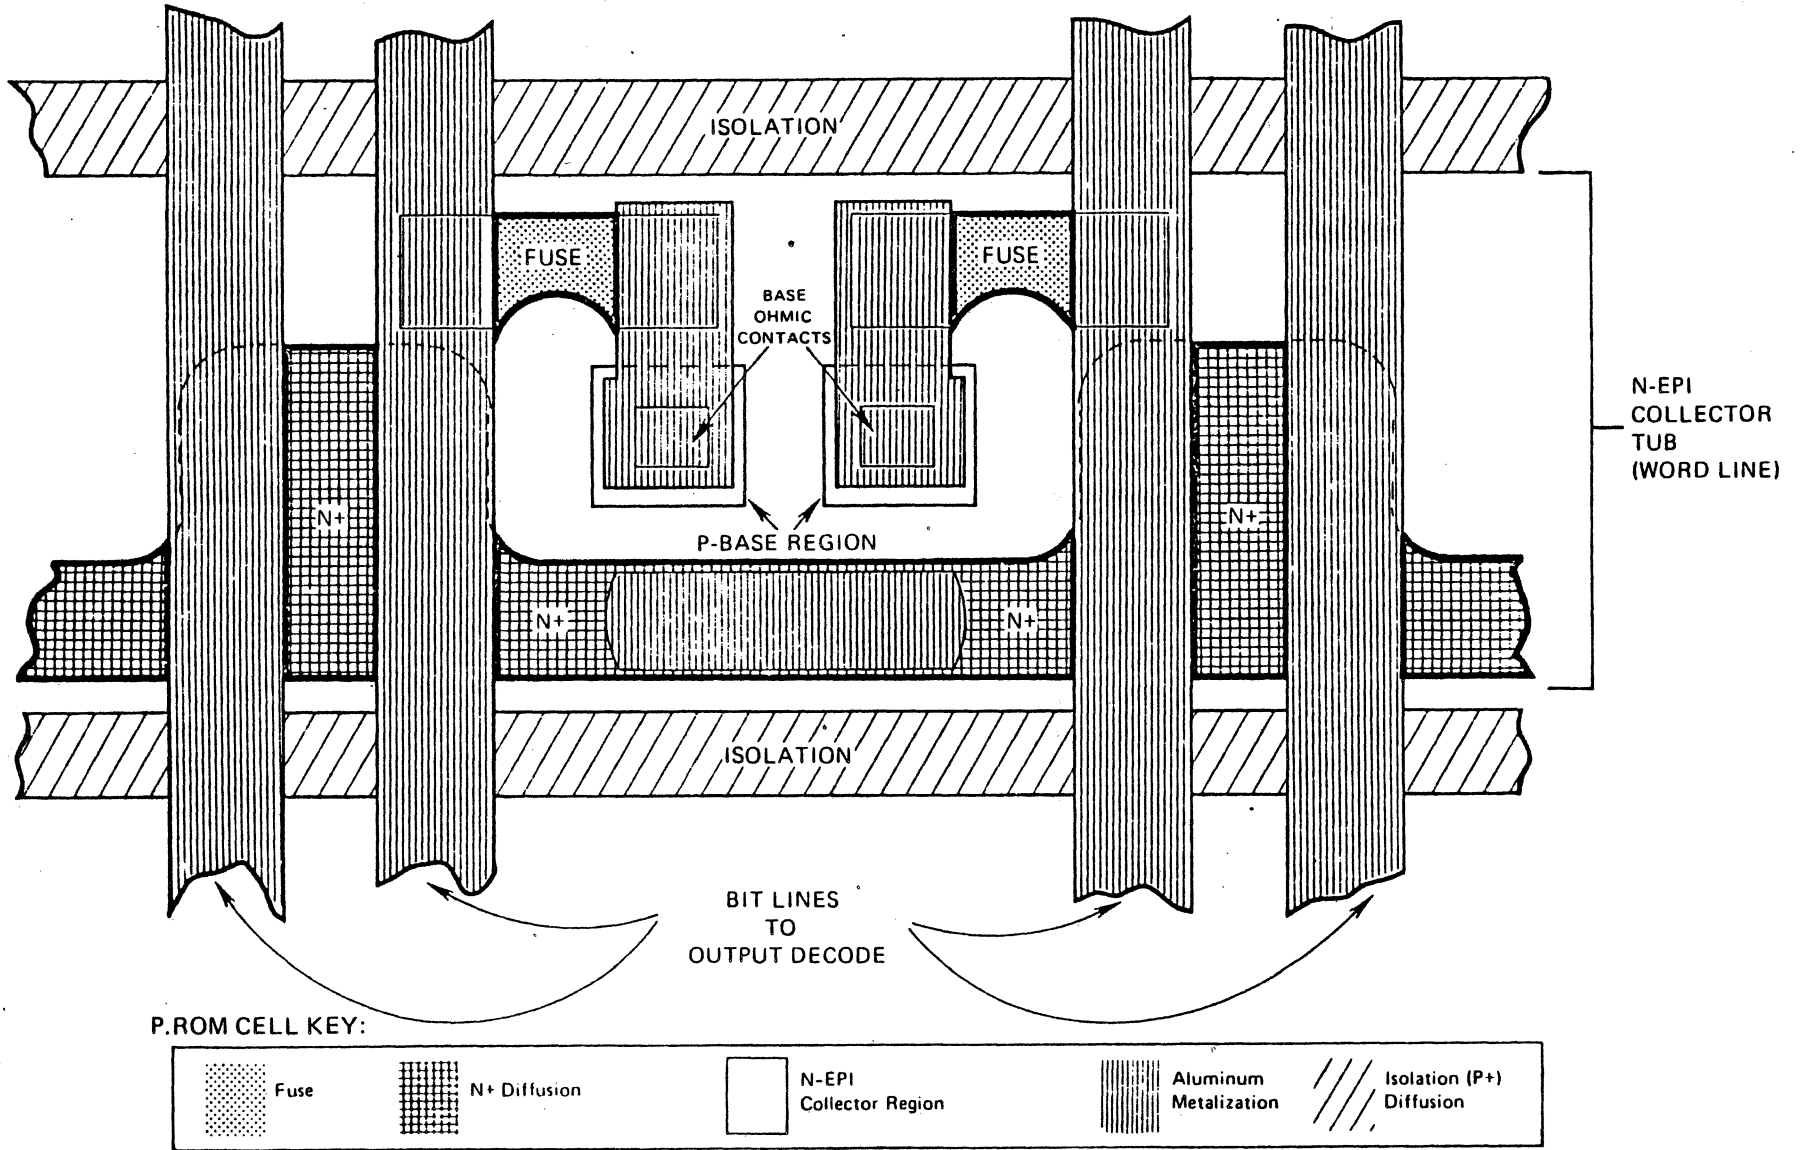 ISOLATION
FUSE
FUSE
BASE
OHMIC
CONTACTS
N-EPI
COLLECTOR
TUB
(WORD LINE)
N+
N+
P-BASE REGION
N+
N+
ISOLATION
BIT LINES
TO
OUTPUT DECODE
P.ROM CELL KEY:
Fuse
N+ Diffusion
N-EPI
Collector Region
Aluminum
Metalization
Isolation (P+)
Diffusion